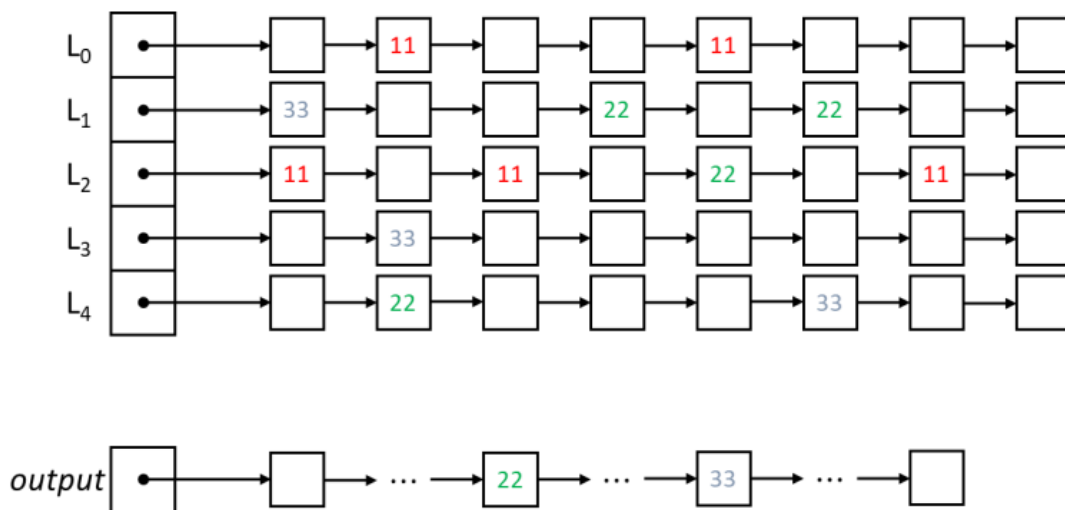 L0 11 11
L1 33 22 22
L2 11 11 22 11
L3 33
L4 22 33
output ... 22 ... 33 ...